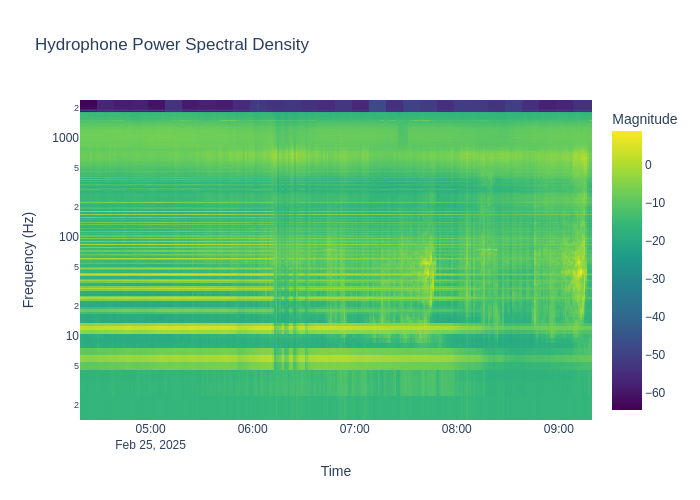 Hydrophone Power Spectral Density
Magnitude
2
1000
5
2
100
5
2
10
5
2
Frequency (Hz)
0
−10
−20
−30
−40
−50
−60
05:00 06:00 07:00 08:00 09:00
Feb 25, 2025
Time